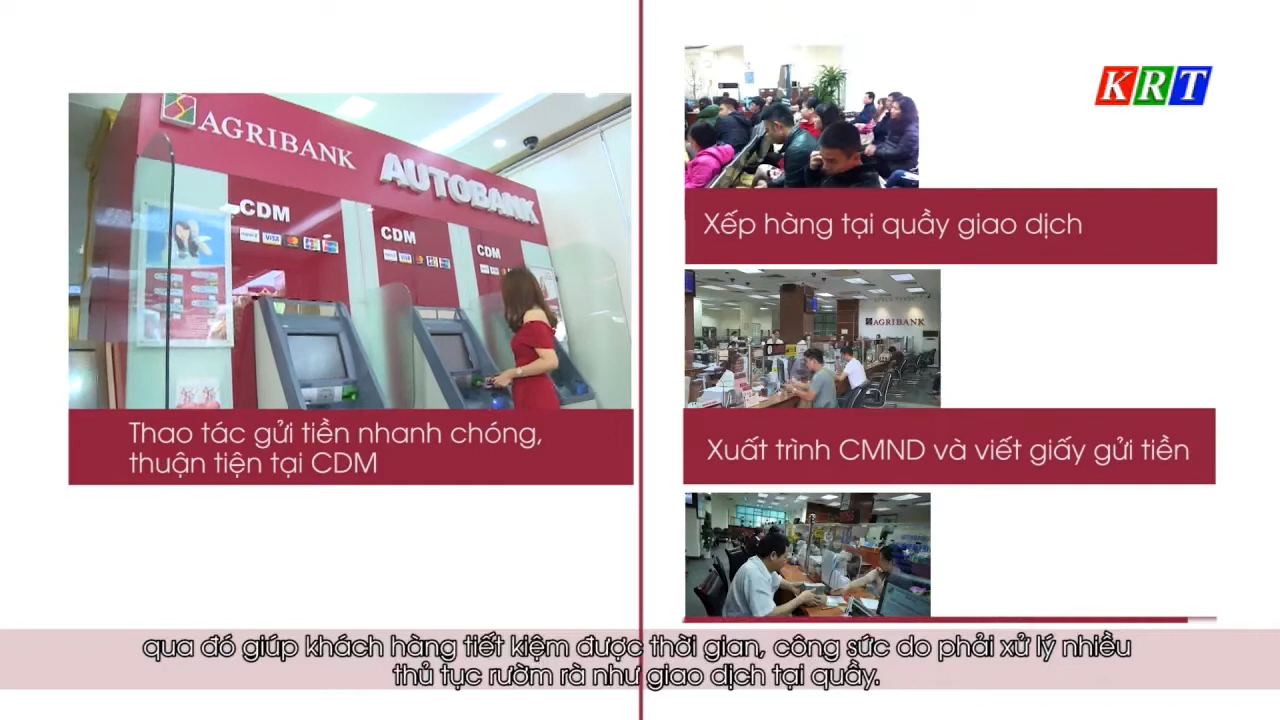 KRT
AGRIBANK
AUTOBANK
CDM
VISA
CDM
CDM
Thao tác gửi tiền nhanh chóng,
thuận tiện tại CDM
Xếp hàng tại quầy giao dịch
AGRIBANK
Xuất trình CMND và viết giấy gửi tiền
qua đó giúp khách hàng tiết kiệm được thời gian, công sức do phải xử lý nhiều
thủ tục rườm rà như giao dịch tại quầy.